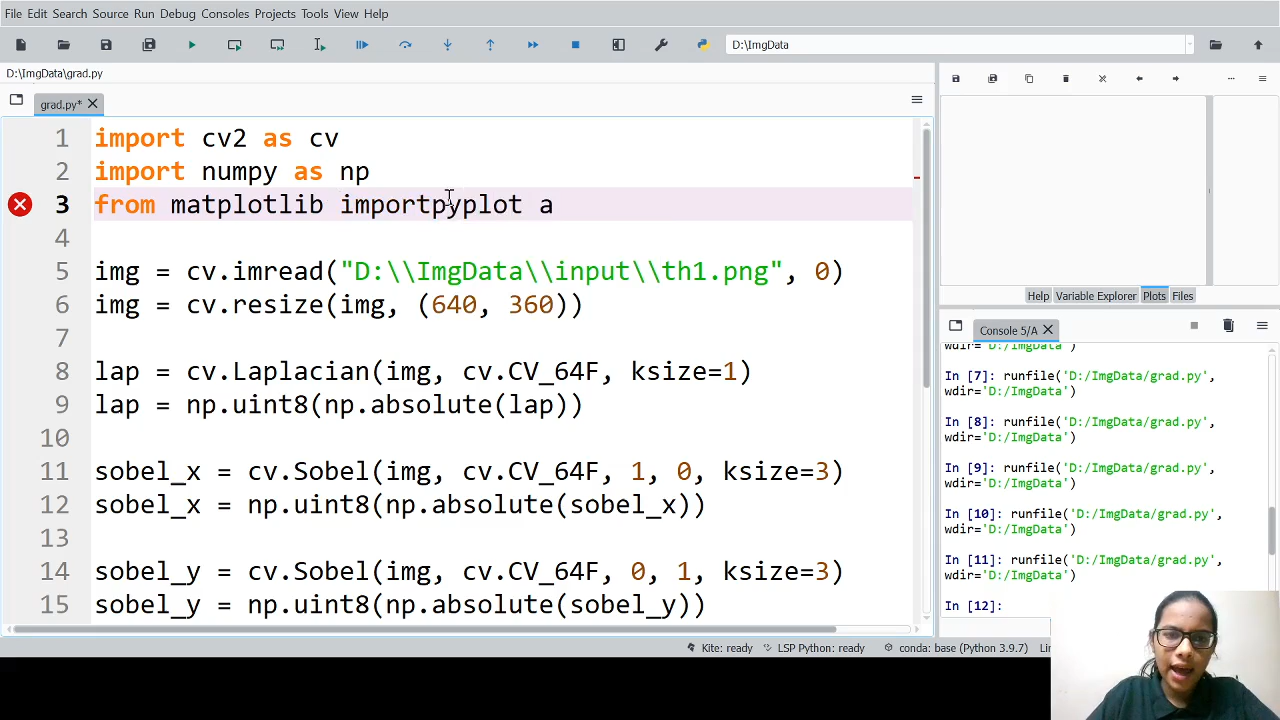 File Edit Search Source Run Debug Consoles Projects Tools View Help
D:\ImgData
D:\ImgData\grad.py
grad.py*
1 import cv2 as cv
2 import numpy as np
3 from matplotlib importpyplot a
4
5 img = cv.imread("D:\\ImgData\\input\\th1.png", 0)
6 img = cv.resize(img, (640, 360))
7
8 lap = cv.Laplacian(img, cv.CV_64F, ksize=1)
9 lap = np.uint8(np.absolute(lap))
10
11 sobel_x = cv.Sobel(img, cv.CV_64F, 1, 0, ksize=3)
12 sobel_x = np.uint8(np.absolute(sobel_x))
13
14 sobel_y = cv.Sobel(img, cv.CV_64F, 0, 1, ksize=3)
15 sobel_y = np.uint8(np.absolute(sobel_y))
Help Variable Explorer Plots Files
Console 5/A
wdir='D:/ImgData')
In [7]: runfile('D:/ImgData/grad.py',
wdir='D:/ImgData')
In [8]: runfile('D:/ImgData/grad.py',
wdir='D:/ImgData')
In [9]: runfile('D:/ImgData/grad.py',
wdir='D:/ImgData')
In [10]: runfile('D:/ImgData/grad.py',
wdir='D:/ImgData')
In [11]: runfile('D:/ImgData/grad.py',
wdir='D:/ImgData')
In [12]:
Kite: ready LSP Python: ready conda: base (Python 3.9.7)